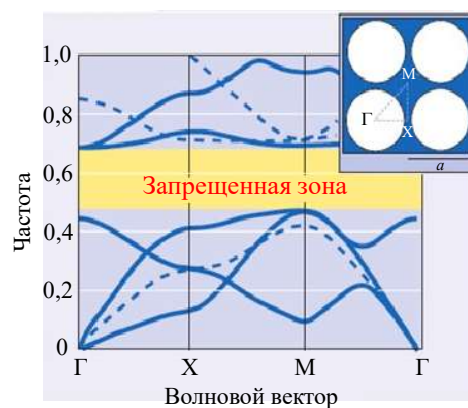 1,0
0,8
0,6
0,4
0,2
0
Частота
Запрещенная зона
Γ X M Γ
Волновой вектор
M
Γ
X
a